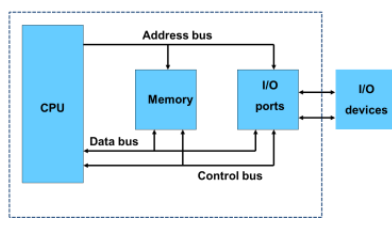 Address bus
CPU
Memory
I/O
ports
I/O
devices
Data bus
Control bus